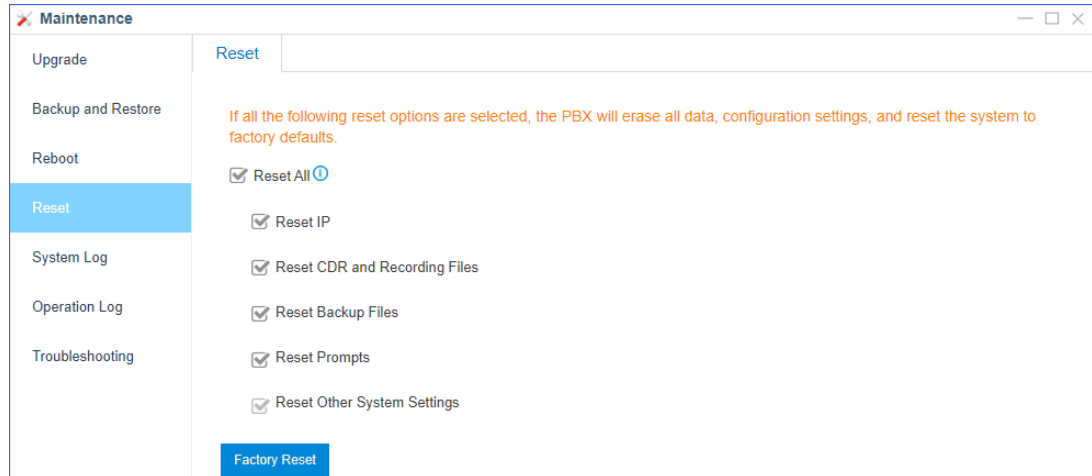 Maintenance
Upgrade
Backup and Restore
Reboot
Reset
System Log
Operation Log
Troubleshooting
Reset
If all the following reset options are selected, the PBX will erase all data, configuration settings, and reset the system to
factory defaults.
Reset All
Reset IP
Reset CDR and Recording Files
Reset Backup Files
Reset Prompts
Reset Other System Settings
Factory Reset